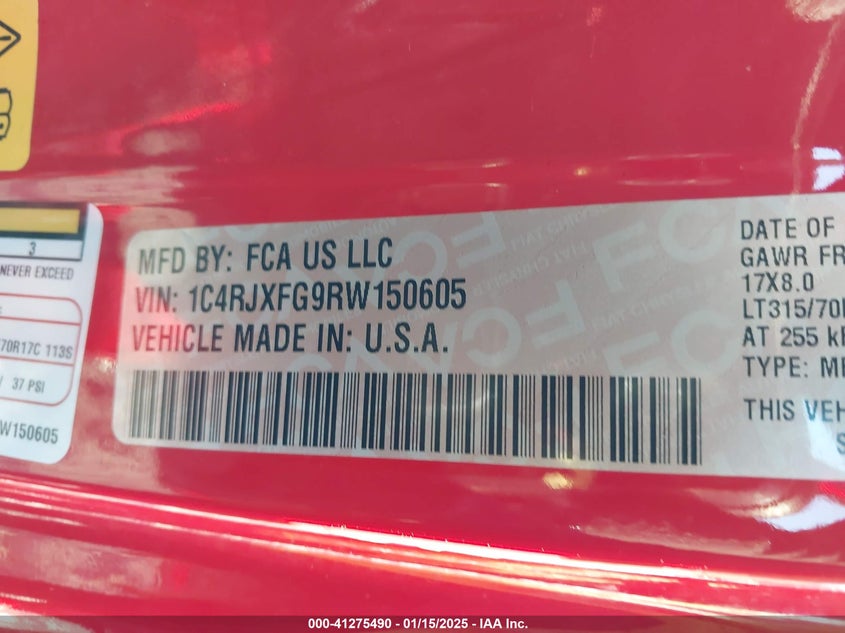 3
NEVER EXCEED
70R17C 113S
37 PSI
W150605
MFD BY: FCA US LLC
VIN: 1C4RJXFG9RW150605
VEHICLE MADE IN: U.S.A.
DATE OF
GAWR FR
17X8.0
LT315/70
AT 255 k
TYPE: M
THIS VEH
000-41275490 - 01/15/2025 - IAA Inc.